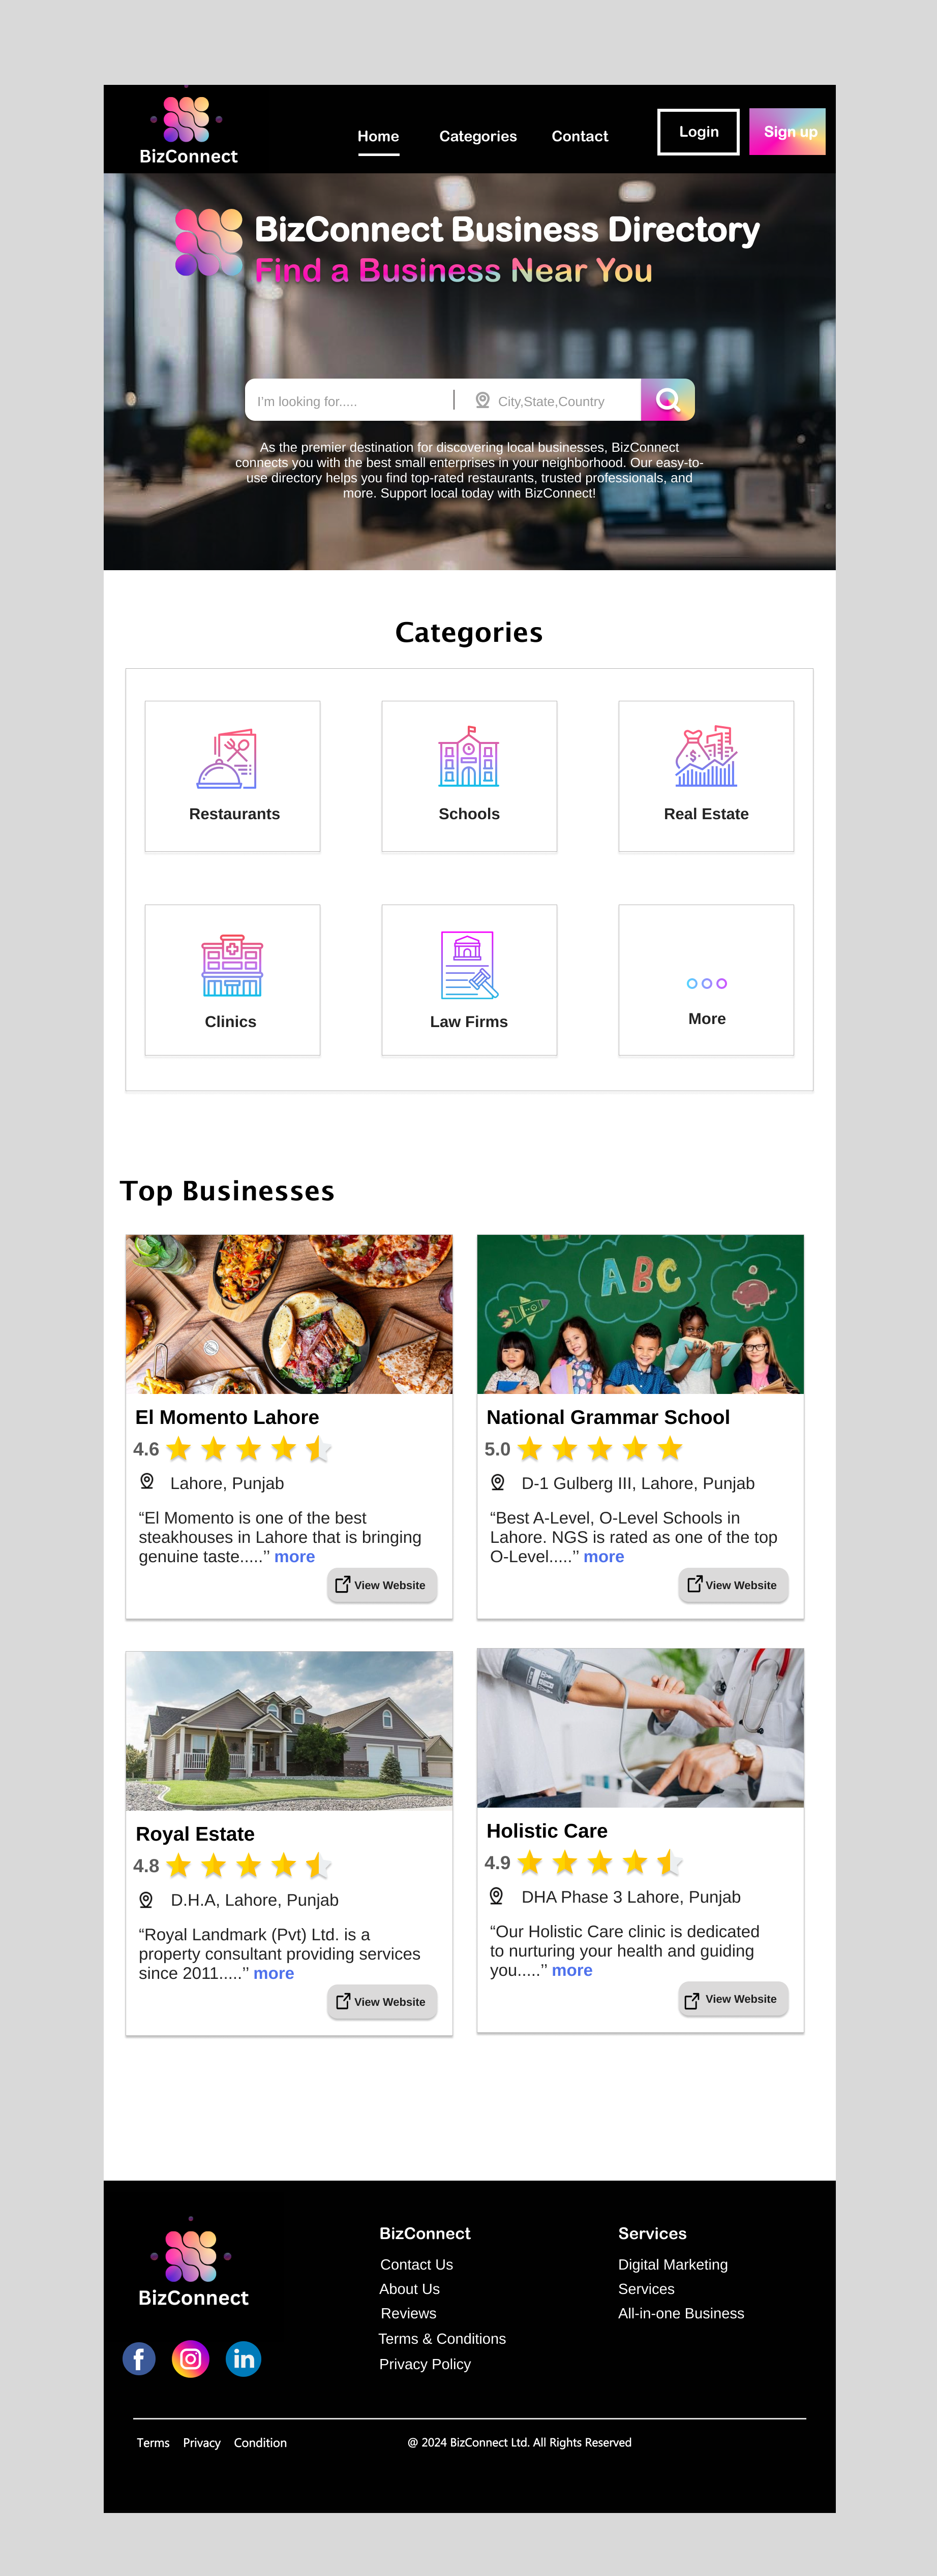 BizConnect
Home
Categories
Contact
Login
Sign up
BizConnect Business Directory
Find a Business Near You
I'm looking for.....
City,State,Country
As the premier destination for discovering local businesses, BizConnect
connects you with the best small enterprises in your neighborhood. Our easy-to-
use directory helps you find top-rated restaurants, trusted professionals, and
more. Support local today with BizConnect!
Categories
Restaurants
Schools
Real Estate
Clinics
Law Firms
More
Top Businesses
El Momento Lahore
4.6
Lahore, Punjab
“El Momento is one of the best
steakhouses in Lahore that is bringing
genuine taste.....’’ more
View Website
ABC
National Grammar School
5.0
D-1 Gulberg III, Lahore, Punjab
“Best A-Level, O-Level Schools in
Lahore. NGS is rated as one of the top
O-Level.....’’ more
View Website
Royal Estate
4.8
D.H.A, Lahore, Punjab
“Royal Landmark (Pvt) Ltd. is a
property consultant providing services
since 2011.....’’ more
View Website
Holistic Care
4.9
DHA Phase 3 Lahore, Punjab
“Our Holistic Care clinic is dedicated
to nurturing your health and guiding
you.....’’ more
View Website
BizConnect
BizConnect
Contact Us
About Us
Reviews
Terms & Conditions
Privacy Policy
Services
Digital Marketing
Services
All-in-one Business
Terms Privacy Condition
@ 2024 BizConnect Ltd. All Rights Reserved